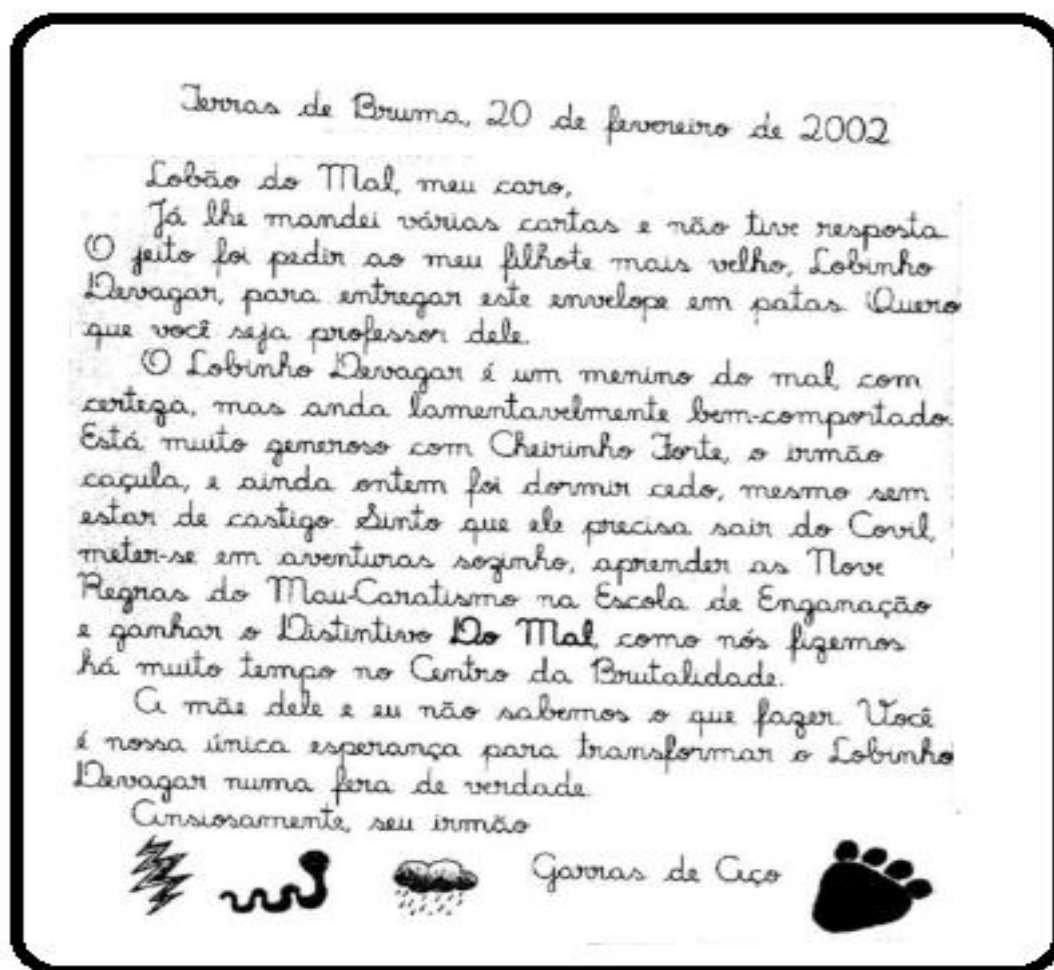 Terras de Bruma, 20 de fevereiro de 2002
Lobão do Mal, meu caro,
Já lhe mandei várias cartas e não tive resposta.
O jeito foi pedir ao meu filhote mais velho, Lobinho
Devagar, para entregar este envelope em patas. Quero
que você seja professor dele.
O Lobinho Devagar é um menino do mal, com
certeza, mas anda lamentavelmente bem-comportado.
Está muito generoso com Cheirinho Forte, o irmão
caçula, e ainda ontem foi dormir cedo, mesmo sem
estar de castigo. Sinto que ele precisa sair do Covil,
meter-se em aventuras sozinho, aprender as Nove
Regras do Mau-Caratismo na Escola de Enganação
e ganhar o Distintivo Do Mal, como nós fizemos
há muito tempo no Centro da Brutalidade.
A mãe dele e eu não sabemos o que fazer. Você
é nossa única esperança para transformar o Lobinho
Devagar numa fera de verdade.
Ansiosamente, seu irmão
Garras de Aço